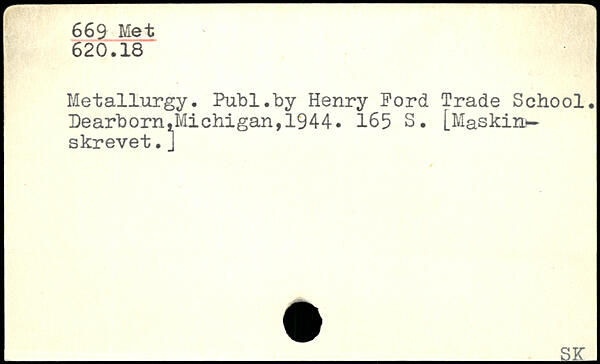 669 Met
620.18
Metallurgy. Publ.by Henry Ford Trade School.
Dearborn,Michigan,1944. 165 S. [Maskin-
skrevet.]
SK